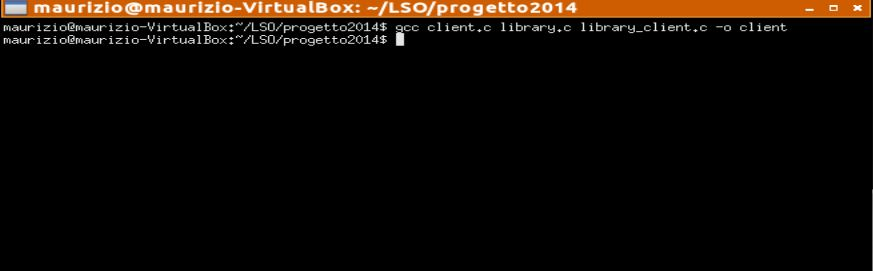 maurizio@maurizio-VirtualBox: ~/LSO/progetto2014
maurizio@maurizio-VirtualBox:~/LSO/progetto2014$ gcc client.c library.c library_client.c -o client
maurizio@maurizio-VirtualBox:~/LSO/progetto2014$